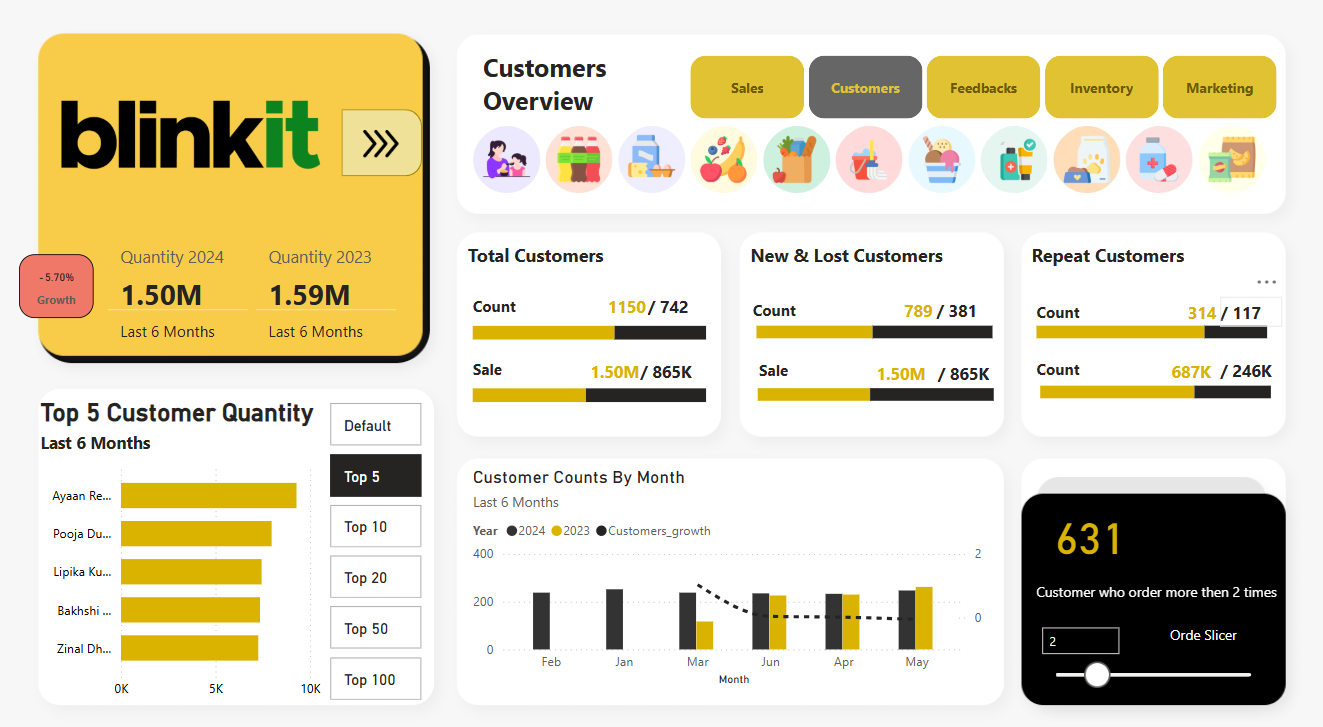 blinkit
Quantity 2024
Quantity 2023
-5.70%
Growth
1.50M
1.59M
Last 6 Months
Last 6 Months
Customers
Overview
Sales
Customers
Feedbacks
Inventory
Marketing
Total Customers
Count
1150 / 742
Sale
1.50M / 865K
New & Lost Customers
Count
789 / 381
Sale
1.50M / 865K
Repeat Customers
Count
314 / 117
Count
687K / 246K
Top 5 Customer Quantity
Last 6 Months
Ayaan Re...
Pooja Du...
Lipika Ku...
Bakhshi ...
Zinal Dh...
0K
5K
10K
Default
Top 5
Top 10
Top 20
Top 50
Top 100
Customer Counts By Month
Last 6 Months
Year 2024 2023 Customers_growth
400
200
0
2
0
Feb
Jan
Mar
Jun
Apr
May
Month
631
Customer who order more then 2 times
2
Orde Slicer